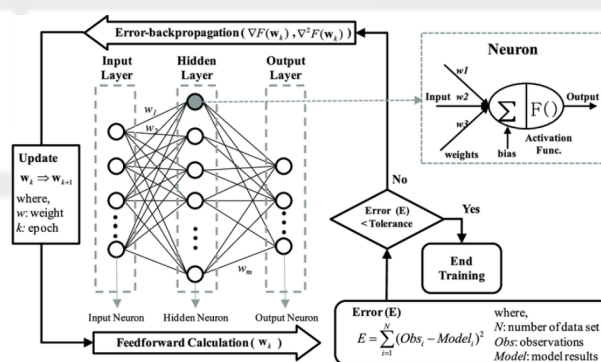 Error-backpropagation ( ∇F(w_k) , ∇²F(w_k) )
Input Layer
Hidden Layer
Output Layer
w₁
w₂
w_m
Input Neuron
Hidden Neuron
Output Neuron
Update
w_k ⇒ w_{k+1}
where,
w: weight
k: epoch
Feedforward Calculation ( w_k )
Neuron
w1
Input w2
w3
weights
bias
Σ
F()
Activation
Func.
Output
No
Error (E)
< Tolerance
Yes
End
Training
Error (E)
E = ∑_{i=1}^{N} (Obs_i − Model_i)²
where,
N: number of data set
Obs: observations
Model: model results